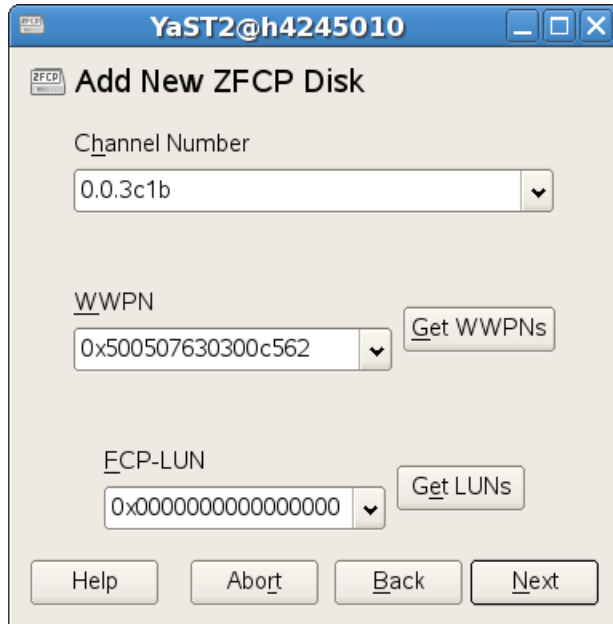 YaST2@h4245010
ZFCP Add New ZFCP Disk
Channel Number
0.0.3c1b
WWPN
0x500507630300c562
Get WWPNs
FCP-LUN
0x0000000000000000
Get LUNs
Help Abort Back Next